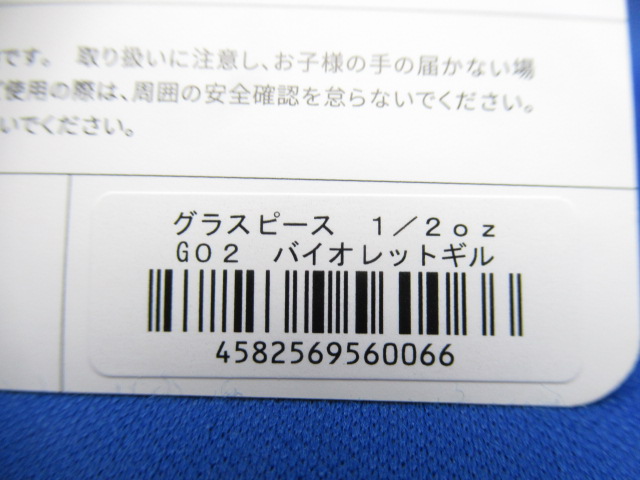 です。 取り扱いに注意し、お子様の手の届かない場
使用の際は、周囲の安全確認を怠らないでください。
いでください。
グラスピース 1/2oz
G02 バイオレットギル
4582569560066